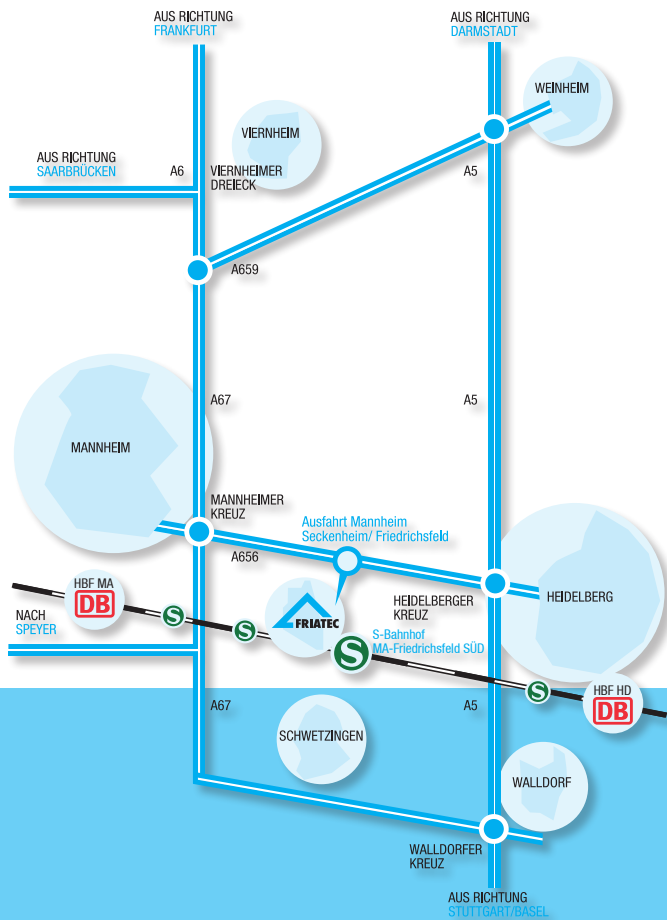 AUS RICHTUNG
FRANKFURT
AUS RICHTUNG
DARMSTADT
WEINHEIM
VIERNHEIM
AUS RICHTUNG
SAARBRÜCKEN
A6
VIERNHEIMER
DREIECK
A5
A659
A67
A5
MANNHEIM
MANNHEIMER
KREUZ
Ausfahrt Mannheim
Seckenheim/ Friedrichsfeld
A656
HBF MA
DB
HEIDELBERGER
KREUZ
HEIDELBERG
NACH
SPEYER
S
S
FRIATEC
S
S-Bahnhof
MA-Friedrichsfeld SÜD
S
HBF HD
DB
A67
A5
SCHWETZINGEN
WALLDORF
WALLDORFER
KREUZ
AUS RICHTUNG
STUTTGART/BASEL